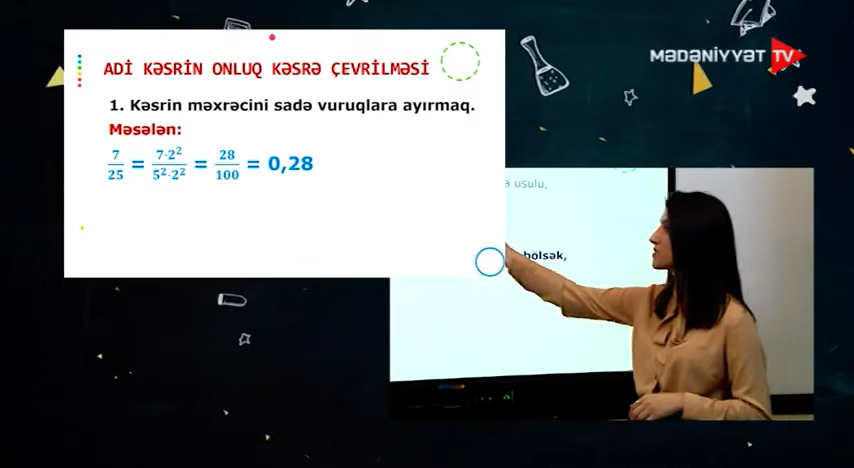 ADİ KƏSRİN ONLUQ KƏSRƏ ÇEVRİLMƏSİ
1. Kəsrin məxrəcini sadə vuruqlara ayırmaq.
Məsələn:
7/25 = 7·2²/5²·2² = 28/100 = 0,28
MƏDƏNİYYƏT TV
usulu,
bölsək,